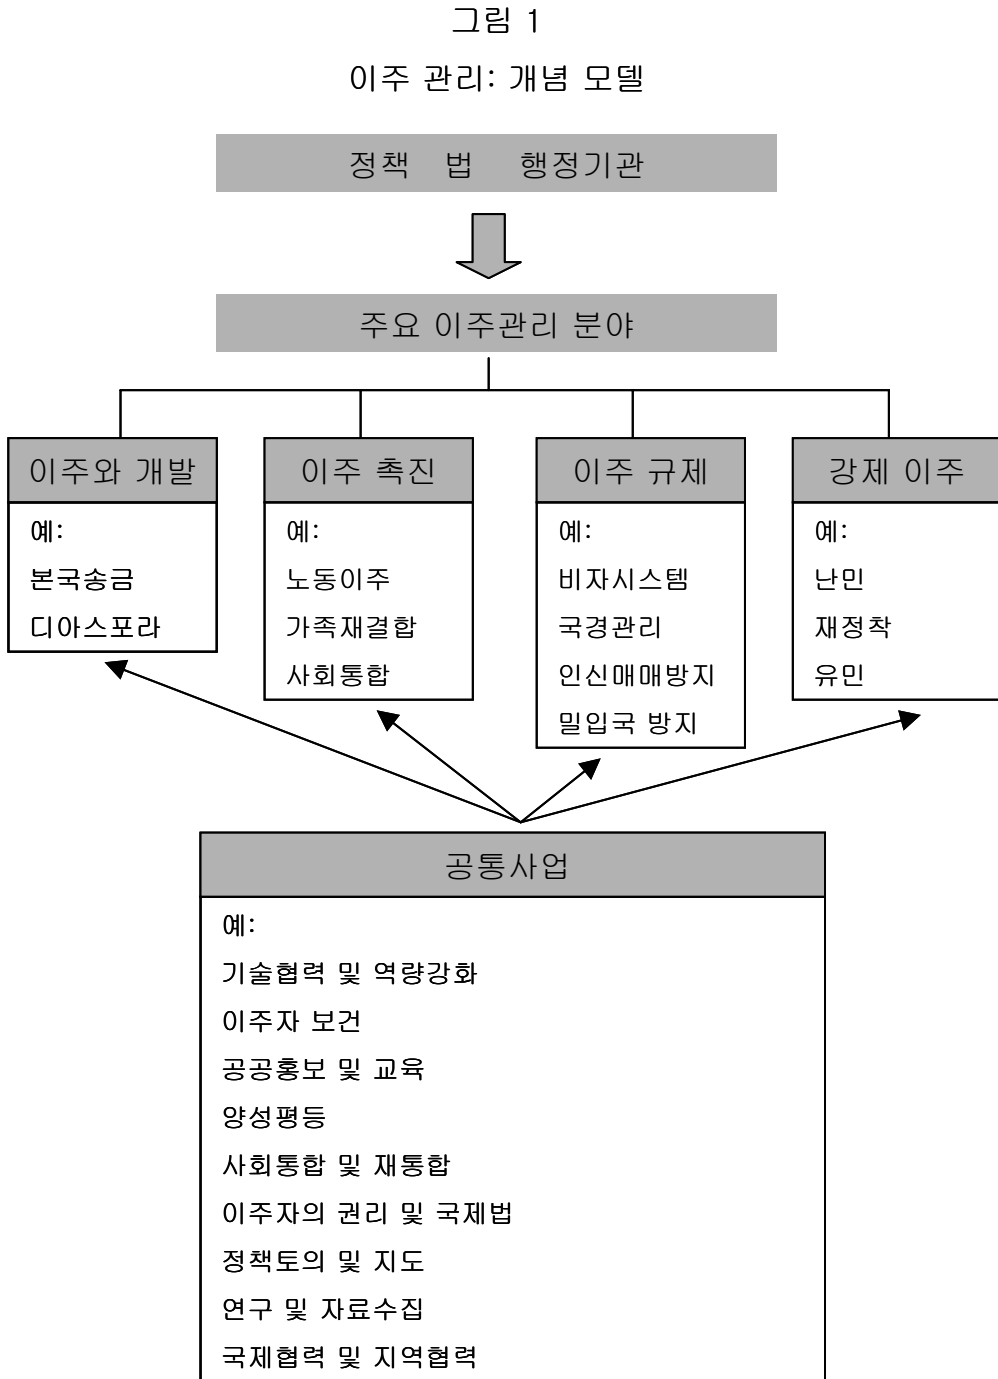 그림 1
이주 관리: 개념 모델
정책 법 행정기관
주요 이주관리 분야
이주와 개발
예:
본국송금
디아스포라
이주 촉진
예:
노동이주
가족재결합
사회통합
이주 규제
예:
비자시스템
국경관리
인신매매방지
밀입국 방지
강제 이주
예:
난민
재정착
유민
공통사업
예:
기술협력 및 역량강화
이주자 보건
공공홍보 및 교육
양성평등
사회통합 및 재통합
이주자의 권리 및 국제법
정책토의 및 지도
연구 및 자료수집
국제협력 및 지역협력